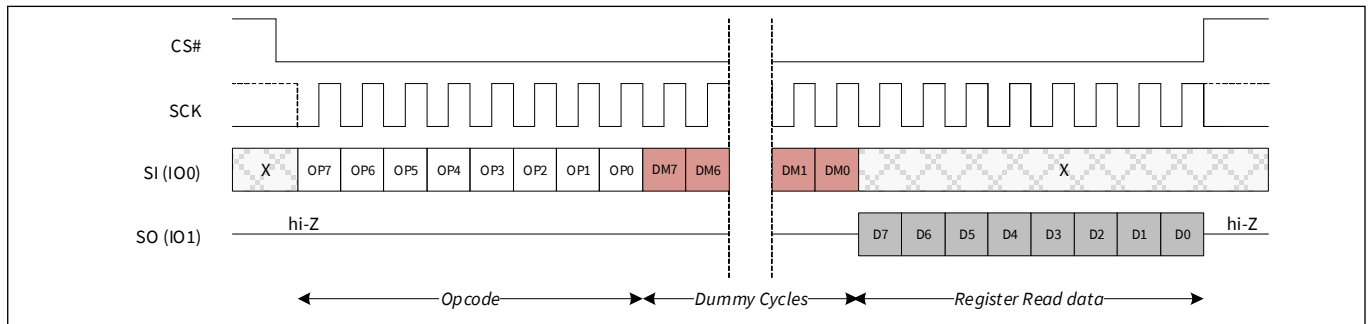 CS#
SCK
SI (IO0) X OP7 OP6 OP5 OP4 OP3 OP2 OP1 OP0 DM7 DM6 DM1 DM0 X
hi-Z
SO (IO1) D7 D6 D5 D4 D3 D2 D1 D0 hi-Z
Opcode Dummy Cycles Register Read data